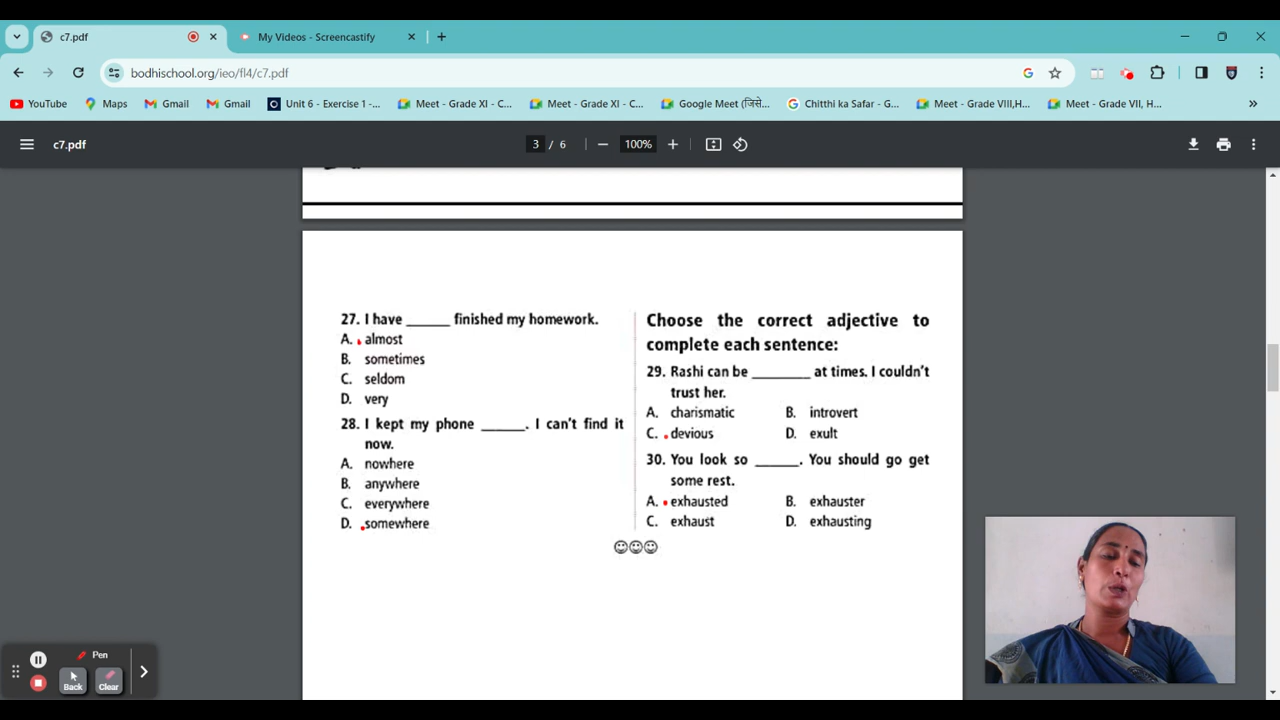 c7.pdf
My Videos - Screencastify
bodhischool.org/ieo/fl4/c7.pdf
YouTube
Maps
Gmail
Gmail
Unit 6 - Exercise 1 -...
Meet - Grade XI - C...
Meet - Grade XI - C...
Google Meet (जिसे...
Chitthi ka Safar - G...
Meet - Grade VIII,H...
Meet - Grade VII, H...
c7.pdf
3 / 6
100%
27. I have ______ finished my homework.
A. almost
B. sometimes
C. seldom
D. very
28. I kept my phone ______. I can't find it
now.
A. nowhere
B. anywhere
C. everywhere
D. somewhere
Choose the correct adjective to
complete each sentence:
29. Rashi can be ________ at times. I couldn't
trust her.
A. charismatic B. introvert
C. devious D. exult
30. You look so ______. You should go get
some rest.
A. exhausted B. exhauster
C. exhaust D. exhausting
Pen
Back
Clear